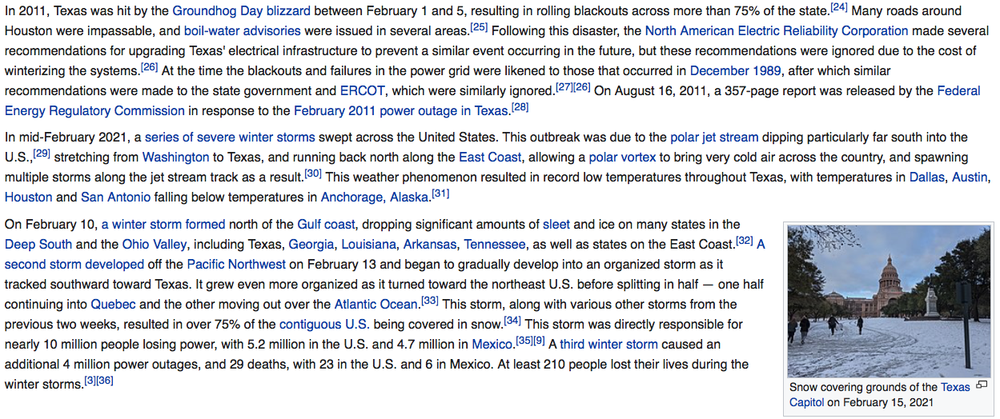 In 2011, Texas was hit by the Groundhog Day blizzard between February 1 and 5, resulting in rolling blackouts across more than 75% of the state.[24] Many roads around
Houston were impassable, and boil-water advisories were issued in several areas.[25] Following this disaster, the North American Electric Reliability Corporation made several
recommendations for upgrading Texas' electrical infrastructure to prevent a similar event occurring in the future, but these recommendations were ignored due to the cost of
winterizing the systems.[26] At the time the blackouts and failures in the power grid were likened to those that occurred in December 1989, after which similar
recommendations were made to the state government and ERCOT, which were similarly ignored.[27][26] On August 16, 2011, a 357-page report was released by the Federal
Energy Regulatory Commission in response to the February 2011 power outage in Texas.[28]
In mid-February 2021, a series of severe winter storms swept across the United States. This outbreak was due to the polar jet stream dipping particularly far south into the
U.S.,[29] stretching from Washington to Texas, and running back north along the East Coast, allowing a polar vortex to bring very cold air across the country, and spawning
multiple storms along the jet stream track as a result.[30] This weather phenomenon resulted in record low temperatures throughout Texas, with temperatures in Dallas, Austin,
Houston and San Antonio falling below temperatures in Anchorage, Alaska.[31]
On February 10, a winter storm formed north of the Gulf coast, dropping significant amounts of sleet and ice on many states in the
Deep South and the Ohio Valley, including Texas, Georgia, Louisiana, Arkansas, Tennessee, as well as states on the East Coast.[32] A
second storm developed off the Pacific Northwest on February 13 and began to gradually develop into an organized storm as it
tracked southward toward Texas. It grew even more organized as it turned toward the northeast U.S. before splitting in half — one half
continuing into Quebec and the other moving out over the Atlantic Ocean.[33] This storm, along with various other storms from the
previous two weeks, resulted in over 75% of the contiguous U.S. being covered in snow.[34] This storm was directly responsible for
nearly 10 million people losing power, with 5.2 million in the U.S. and 4.7 million in Mexico.[35][9] A third winter storm caused an
additional 4 million power outages, and 29 deaths, with 23 in the U.S. and 6 in Mexico. At least 210 people lost their lives during the
winter storms.[3][36]
Snow covering grounds of the Texas
Capitol on February 15, 2021